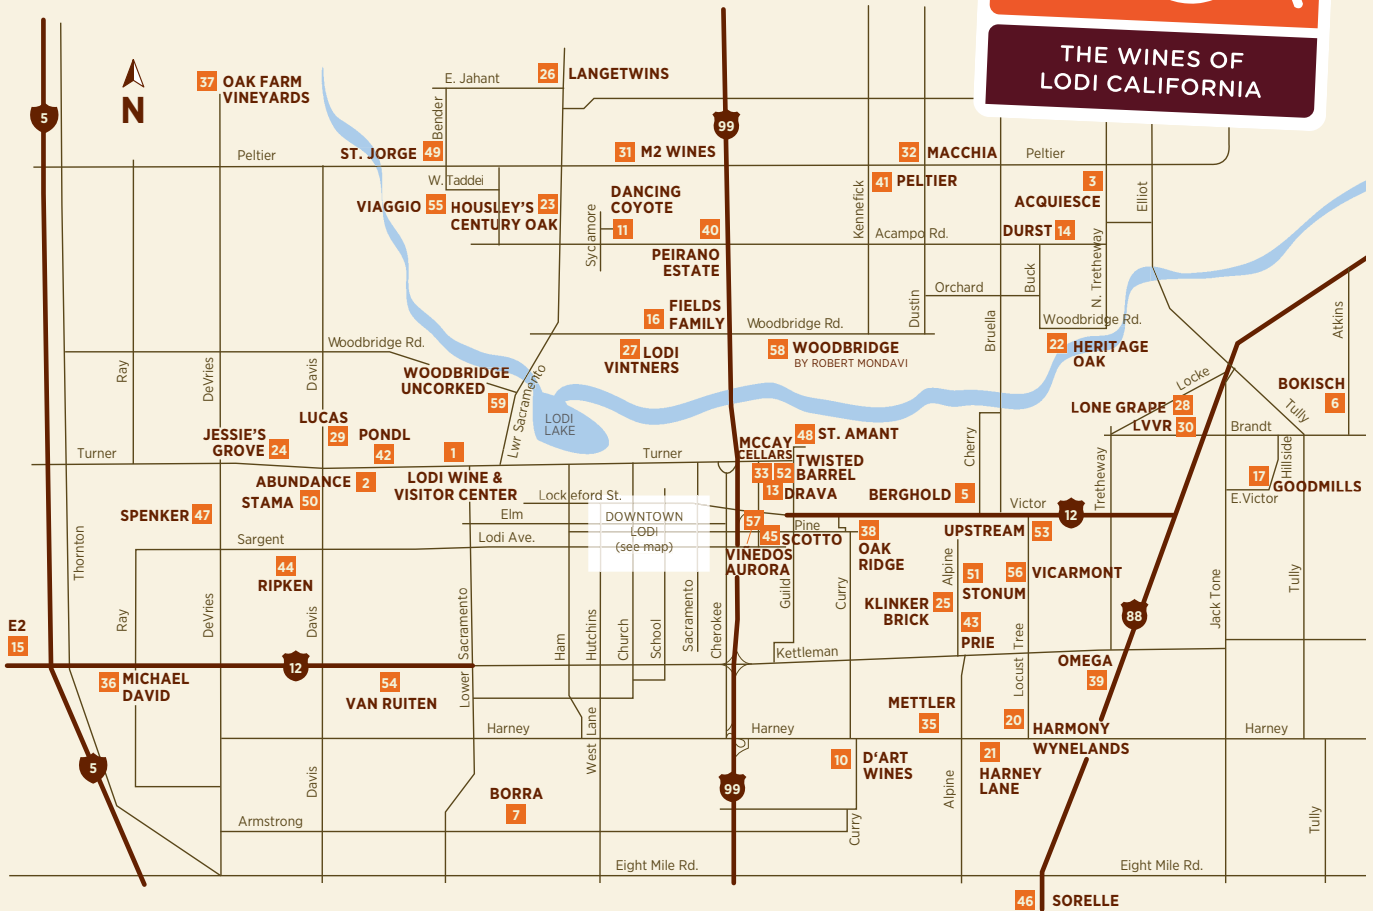 THE WINES OF
LODI CALIFORNIA
N
5
99
37 OAK FARM
VINEYARDS
E. Jahant
26 LANGETWINS
Bender
Peltier
ST. JORGE 49
31 M2 WINES
32 MACCHIA
Peltier
W. Taddei
41 PELTIER
3
ACQUIESCE
Elliot
VIAGGIO 55
HOUSLEY'S 23
CENTURY OAK
DANCING
COYOTE
11
Sycamore
40
PEIRANO
ESTATE
Kennefick
Acampo Rd.
DURST 14
N. Tretheway
Buck
Orchard
Dustin
Bruella
16 FIELDS
FAMILY
Woodbridge Rd.
Woodbridge Rd.
Atkins
27 LODI
VINTNERS
58 WOODBRIDGE
BY ROBERT MONDAVI
22 HERITAGE
OAK
Woodbridge Rd.
Ray
DeVries
Davis
WOODBRIDGE
UNCORKED
59
Lwr Sacramento
LODI
LAKE
Locke
Tully
BOKISCH
6
LONE GRAPE 28
LVVR 30
Brandt
LUCAS
29
JESSIE'S
GROVE 24
PONDL
42
1
LODI WINE &
VISITOR CENTER
Turner
Turner
ABUNDANCE 2
STAMA 50
SPENKER 47
MCCAY
CELLARS
48 ST. AMANT
33 52 TWISTED
BARREL
13 DRAVA
Cherry
BERGHOLD 5
Tretheway
Hillside
17
GOODMILLS
E.Victor
Victor
12
Lockeford St.
Elm
Lodi Ave.
DOWNTOWN
LODI
(see map)
57
Pine
45 SCOTTO
VINEDOS
AURORA
38
OAK
RIDGE
UPSTREAM 53
Sargent
Thornton
44
RIPKEN
Alpine
51
STONUM
56 VICARMONT
KLINKER 25
BRICK
43
PRIE
88
Jack Tone
Tully
E2
15
Ray
DeVries
Davis
Lower Sacramento
Ham
Hutchins
Church
School
Sacramento
Cherokee
Guild
Curry
Kettleman
Locust Tree
12
36 MICHAEL
DAVID
54
VAN RUITEN
OMEGA
39
METTLER
35
20
HARMONY
WYNELANDS
Harney
West Lane
Harney
Harney
5
Davis
10 D'ART
WINES
21
HARNEY
LANE
99
Alpine
BORRA
7
Armstrong
Curry
Tully
Eight Mile Rd.
Eight Mile Rd.
46 SORELLE